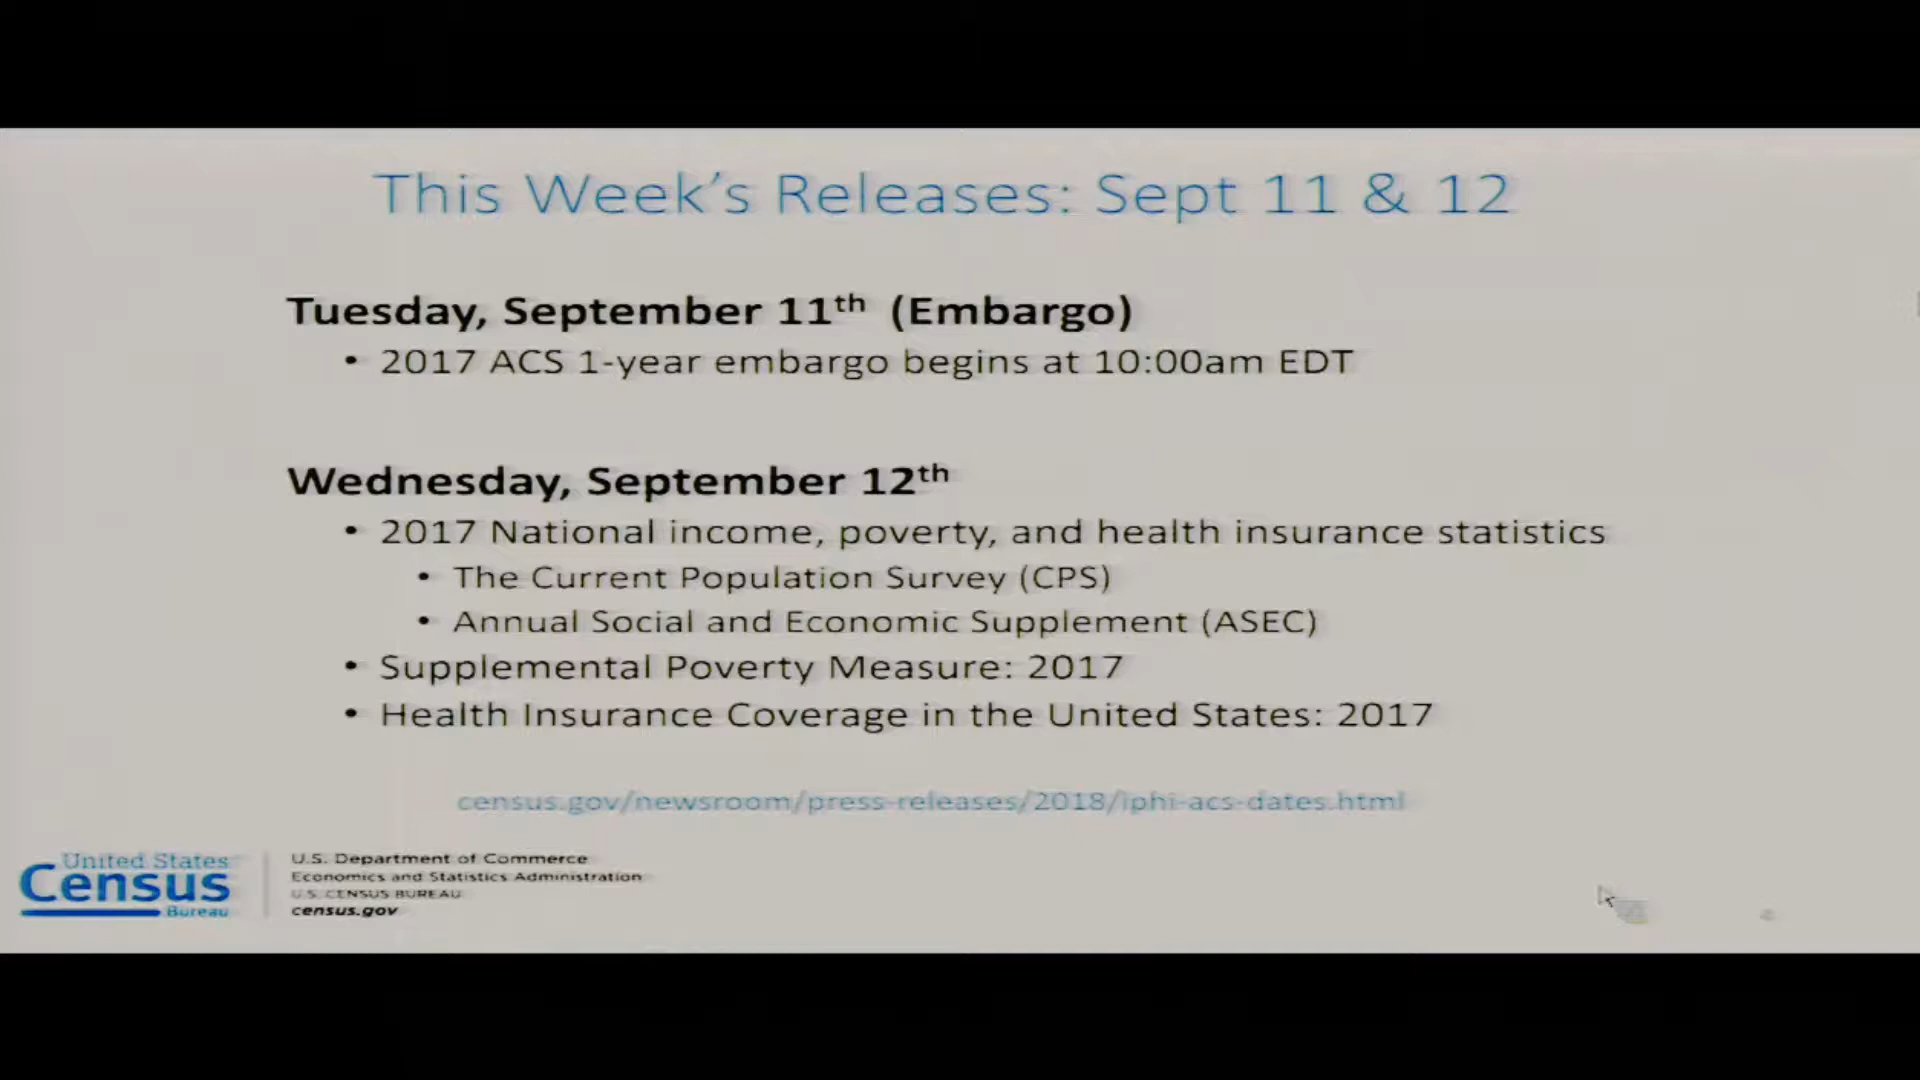 This Week's Releases: Sept 11 & 12
Tuesday, September 11th (Embargo)
• 2017 ACS 1-year embargo begins at 10:00am EDT
Wednesday, September 12th
• 2017 National income, poverty, and health insurance statistics
• The Current Population Survey (CPS)
• Annual Social and Economic Supplement (ASEC)
• Supplemental Poverty Measure: 2017
• Health Insurance Coverage in the United States: 2017
census.gov/newsroom/press-releases/2018/iphi-acs-dates.html
United States
Census
Bureau
U.S. Department of Commerce
Economics and Statistics Administration
U.S. CENSUS BUREAU
census.gov